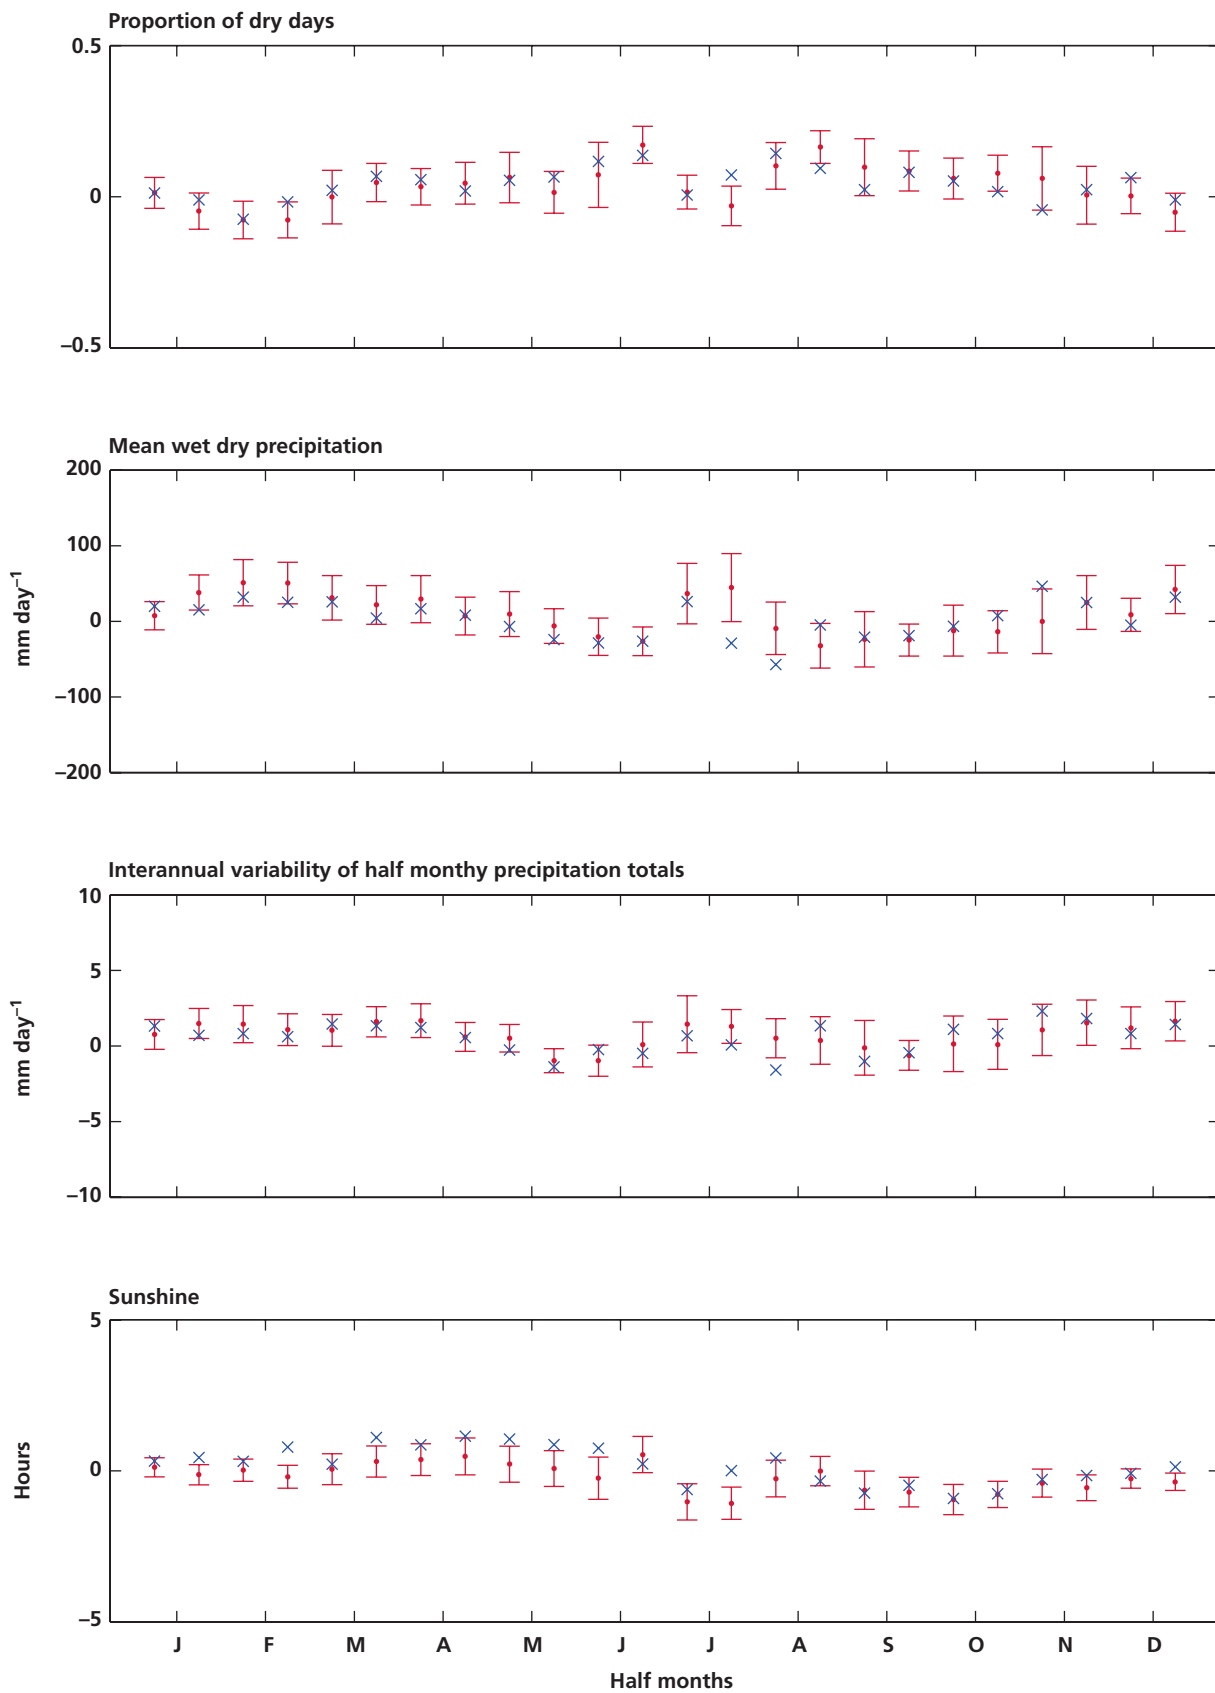 Proportion of dry days
0.5
0
–0.5
Mean wet dry precipitation
200
100
0
–100
–200
mm day–1
Interannual variability of half monthy precipitation totals
10
5
0
–5
–10
mm day–1
Sunshine
5
0
–5
Hours
J F M A M J J A S O N D
Half months